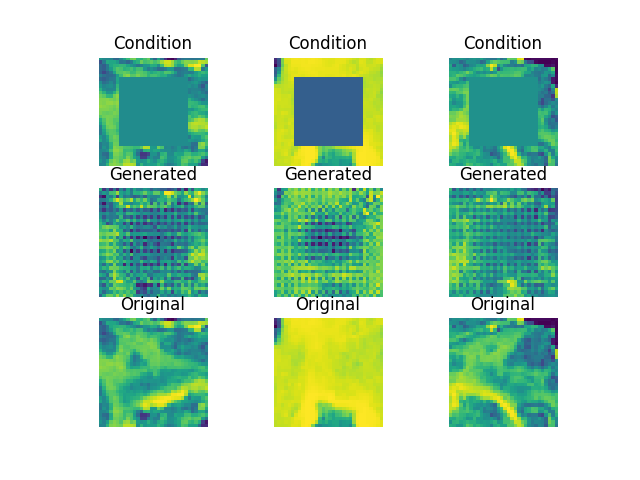 Condition Condition Condition
Generated Generated Generated
Original Original Original